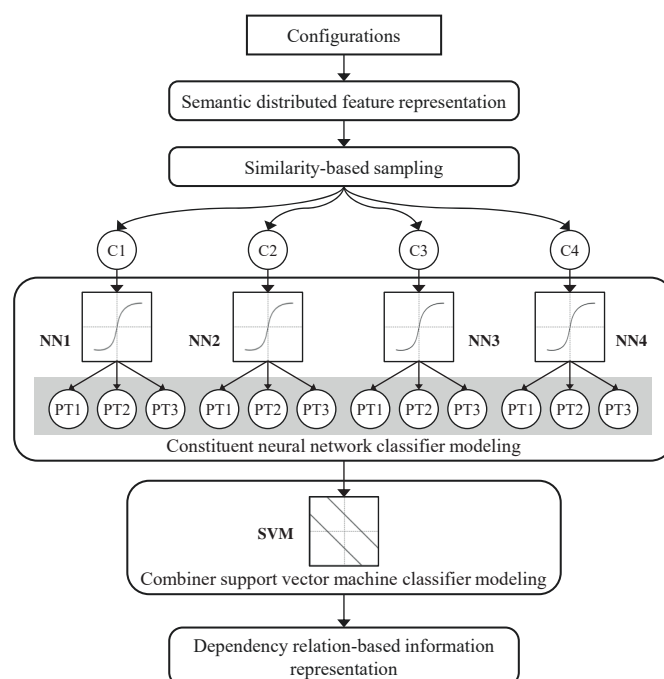 Configurations
Semantic distributed feature representation
Similarity-based sampling
C1 C2 C3 C4
NN1 NN2 NN3 NN4
PT1 PT2 PT3 PT1 PT2 PT3 PT1 PT2 PT3 PT1 PT2 PT3
Constituent neural network classifier modeling
SVM
Combiner support vector machine classifier modeling
Dependency relation-based information
representation